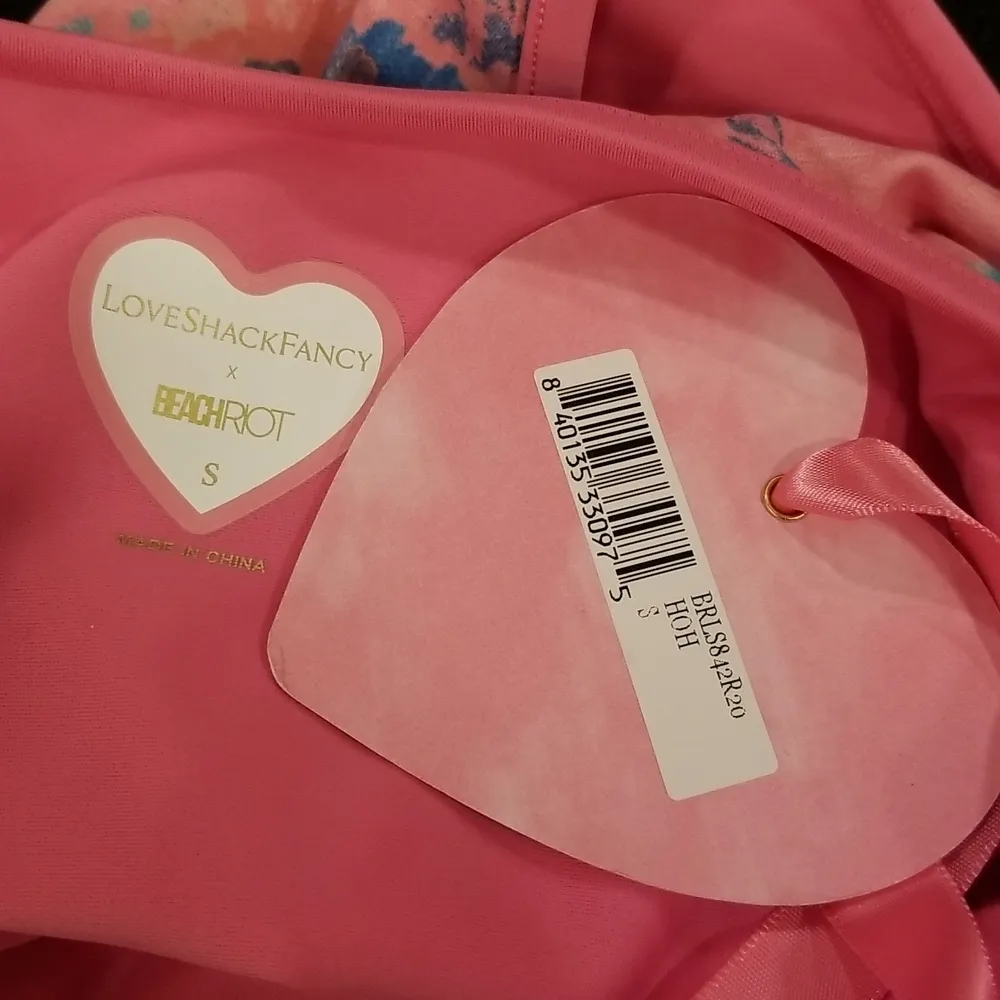 LOVESHACKFANCY
X
BEACHRIOT
S
MADE IN CHINA
8 40135 33097 5
BRLS842R20
HOH
S